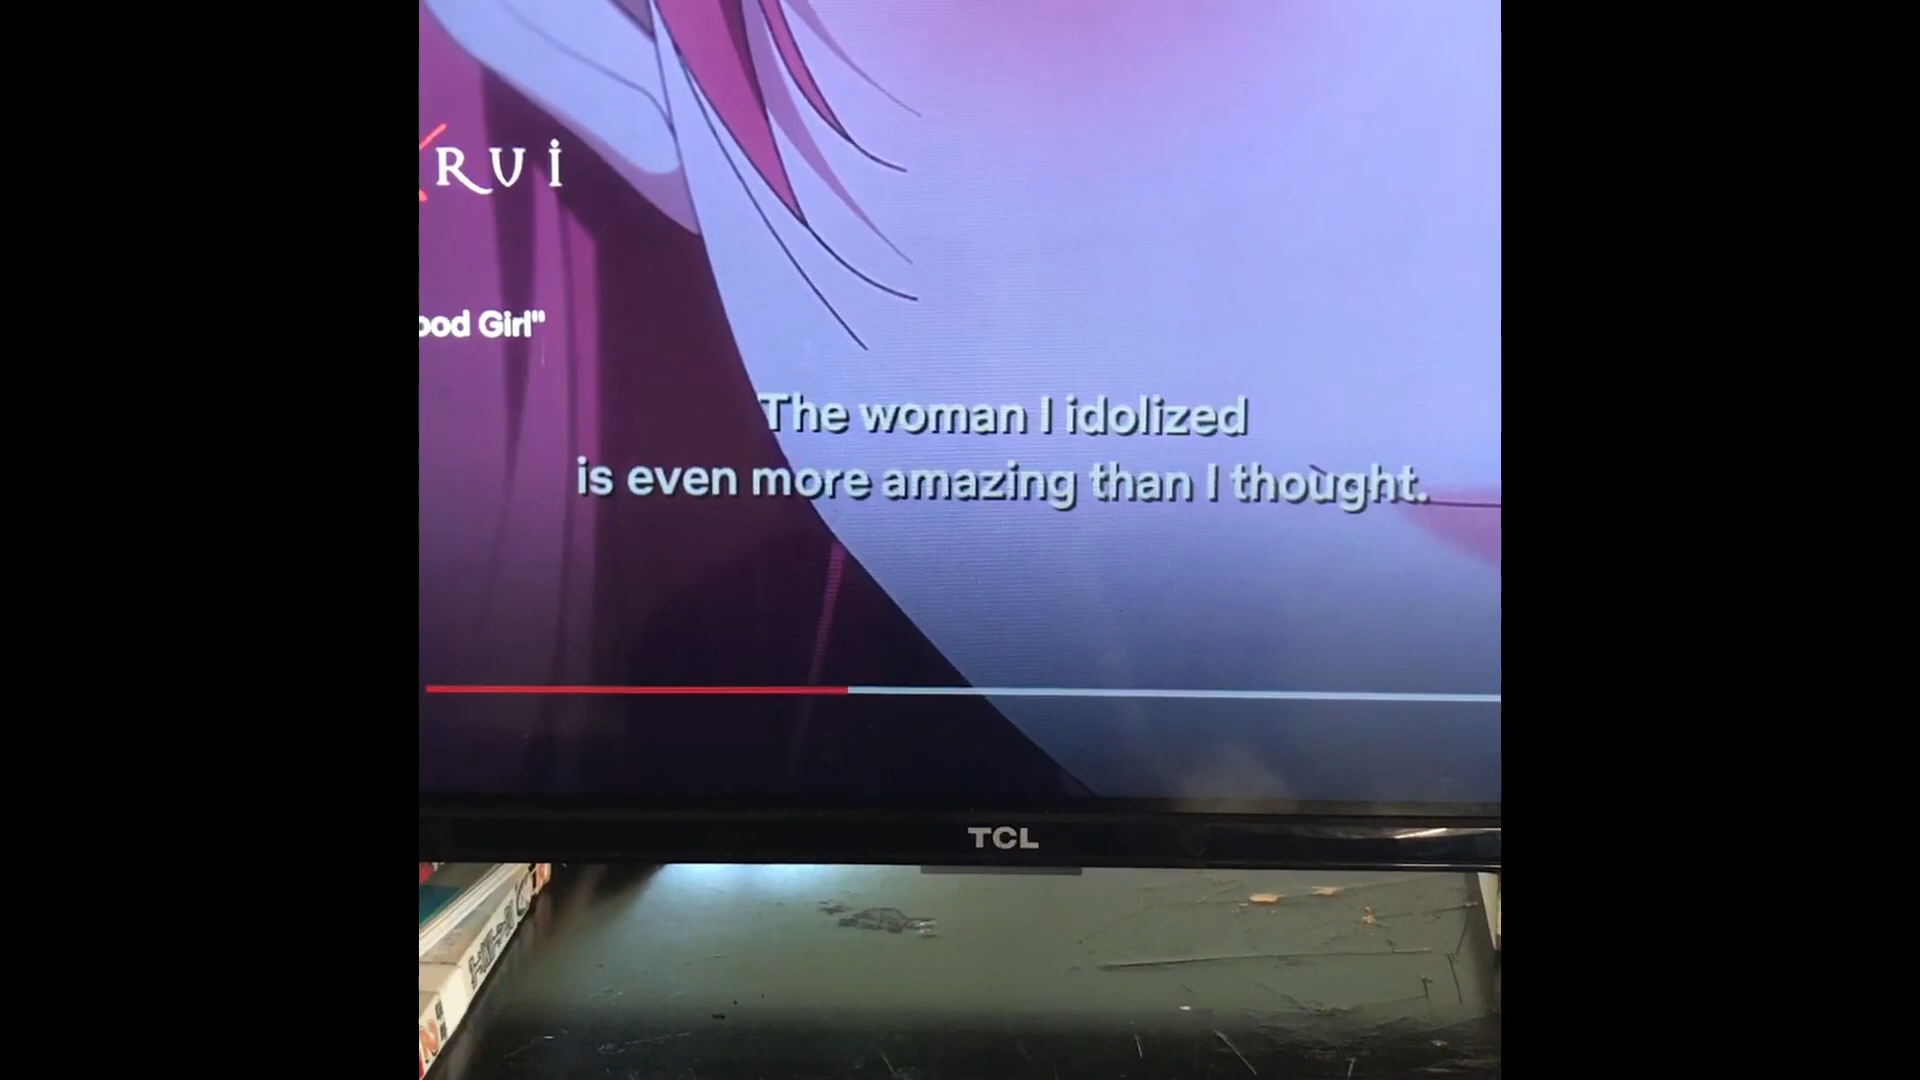 RUi
ood Girl"
The woman I idolized
is even more amazing than I thought.
TCL